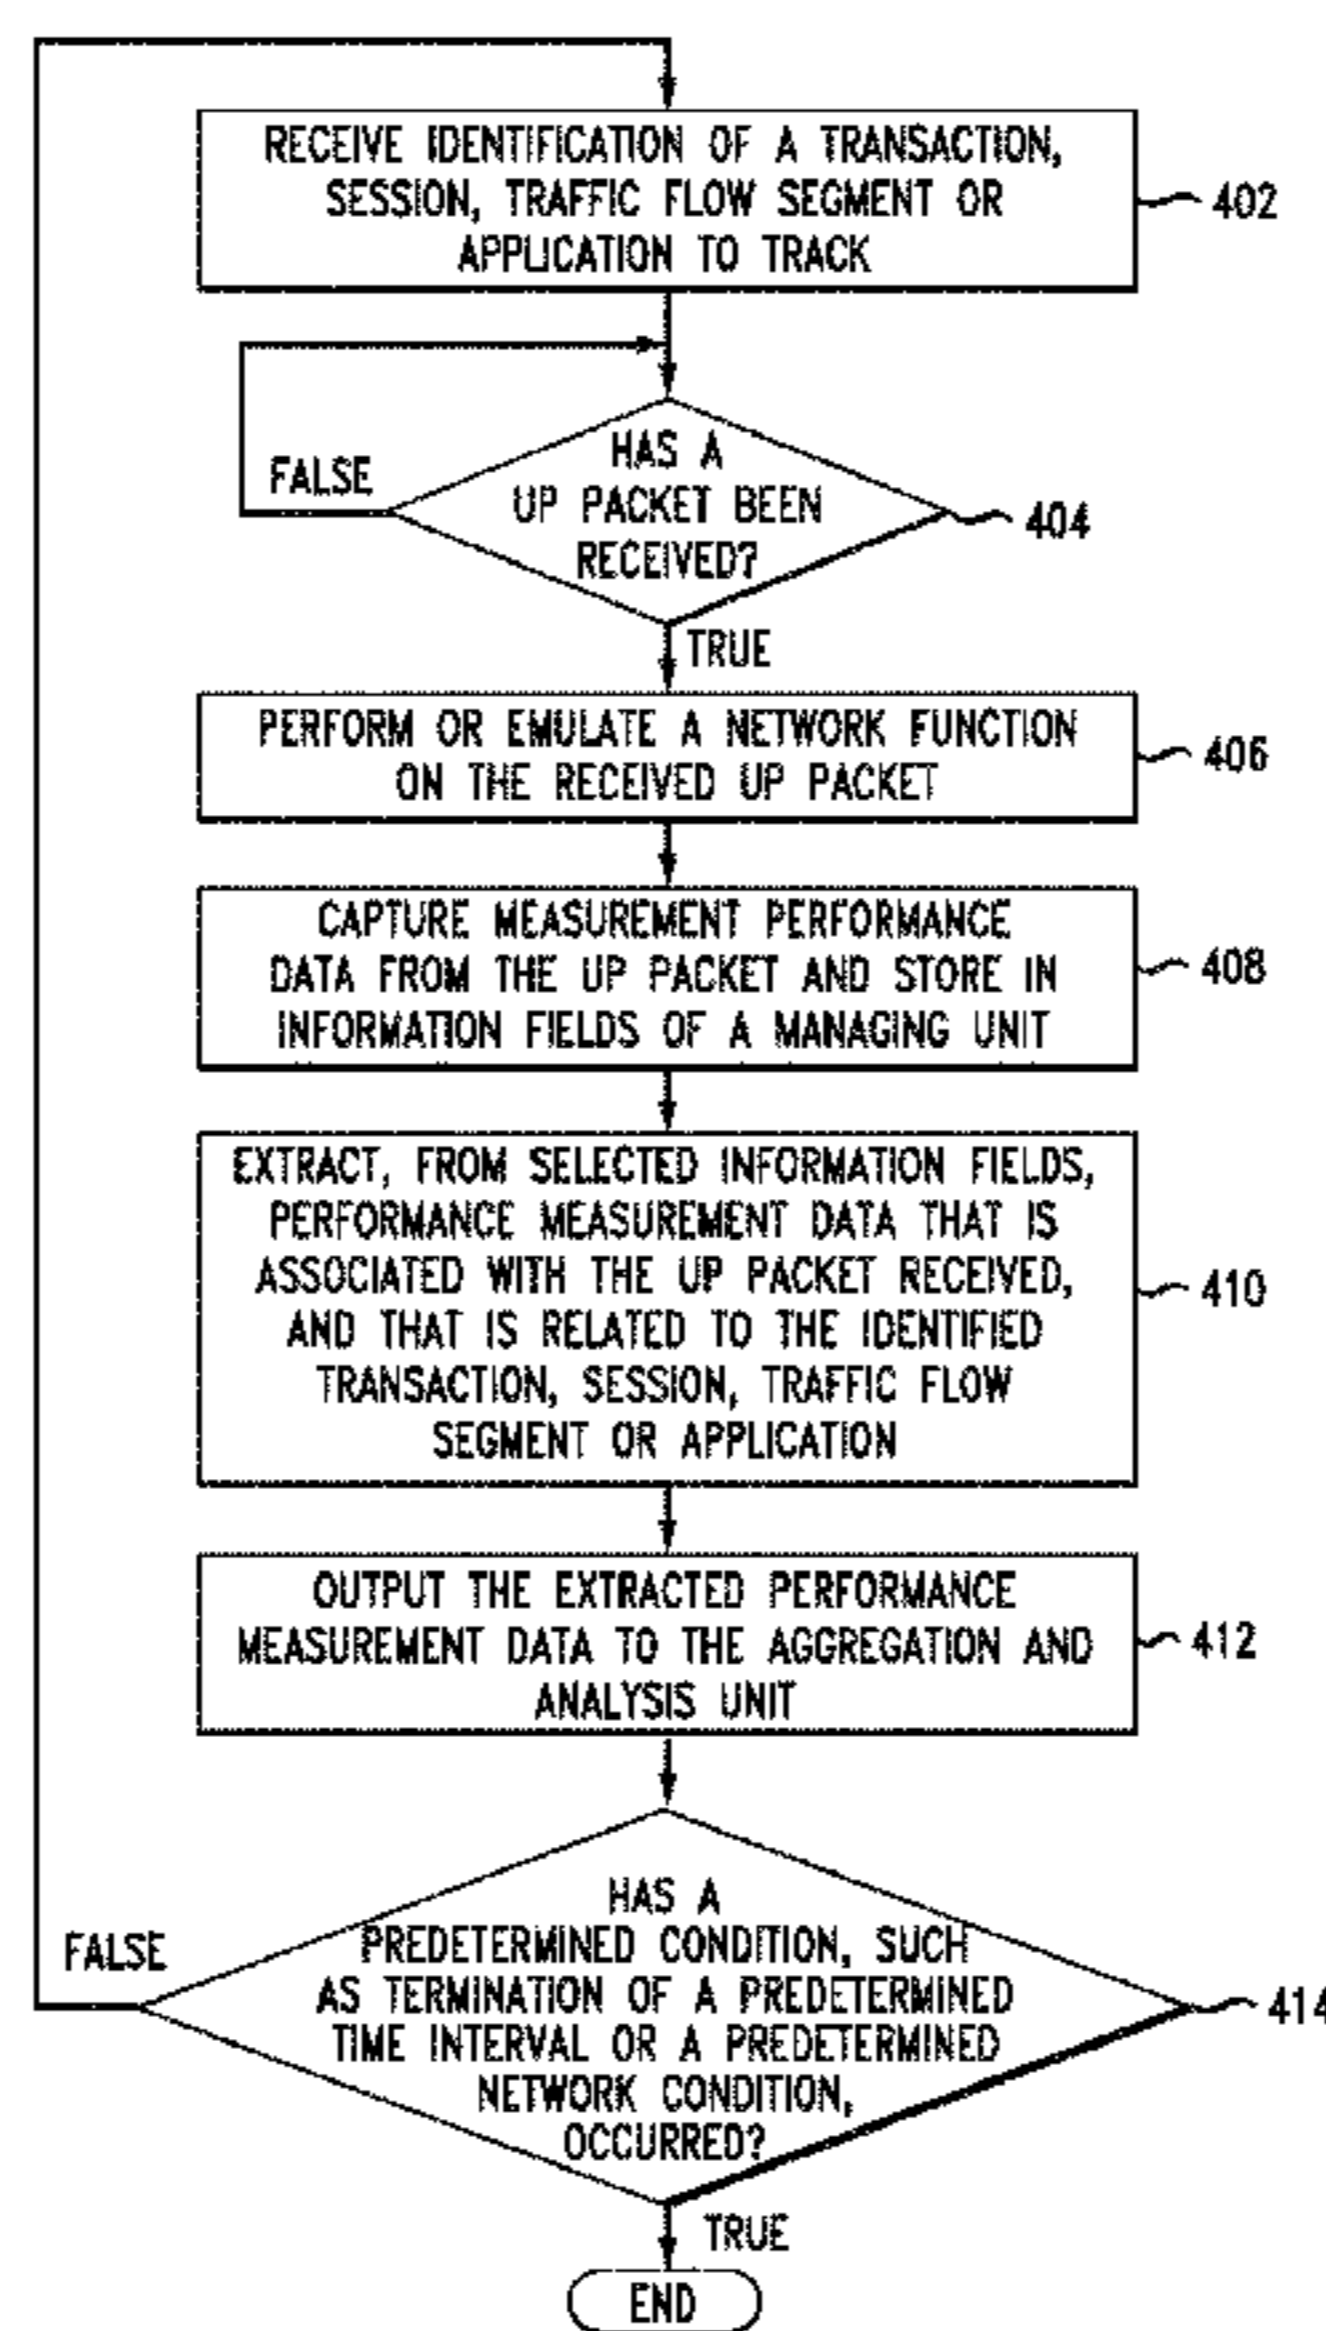 RECEIVE IDENTIFICATION OF A TRANSACTION,
SESSION, TRAFFIC FLOW SEGMENT OR
APPLICATION TO TRACK
402
HAS A
UP PACKET BEEN
RECEIVED?
FALSE
404
TRUE
PERFORM OR EMULATE A NETWORK FUNCTION
ON THE RECEIVED UP PACKET
406
CAPTURE MEASUREMENT PERFORMANCE
DATA FROM THE UP PACKET AND STORE IN
INFORMATION FIELDS OF A MANAGING UNIT
408
EXTRACT, FROM SELECTED INFORMATION FIELDS,
PERFORMANCE MEASUREMENT DATA THAT IS
ASSOCIATED WITH THE UP PACKET RECEIVED,
AND THAT IS RELATED TO THE IDENTIFIED
TRANSACTION, SESSION, TRAFFIC FLOW
SEGMENT OR APPLICATION
410
OUTPUT THE EXTRACTED PERFORMANCE
MEASUREMENT DATA TO THE AGGREGATION AND
ANALYSIS UNIT
412
HAS A
PREDETERMINED CONDITION, SUCH
AS TERMINATION OF A PREDETERMINED
TIME INTERVAL OR A PREDETERMINED
NETWORK CONDITION,
OCCURRED?
FALSE
414
TRUE
END